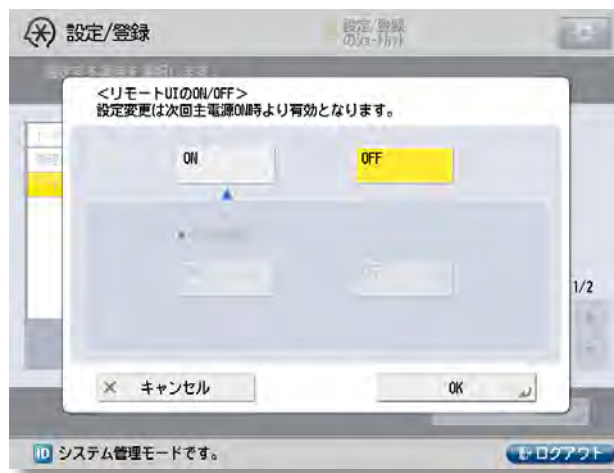 設定/登録
設定/登録
のショートカット
<リモートUIのON/OFF>
設定変更は次回主電源ON時より有効となります。
ON
OFF
1/2
キャンセル
OK
ID システム管理モードです。
ログアウト